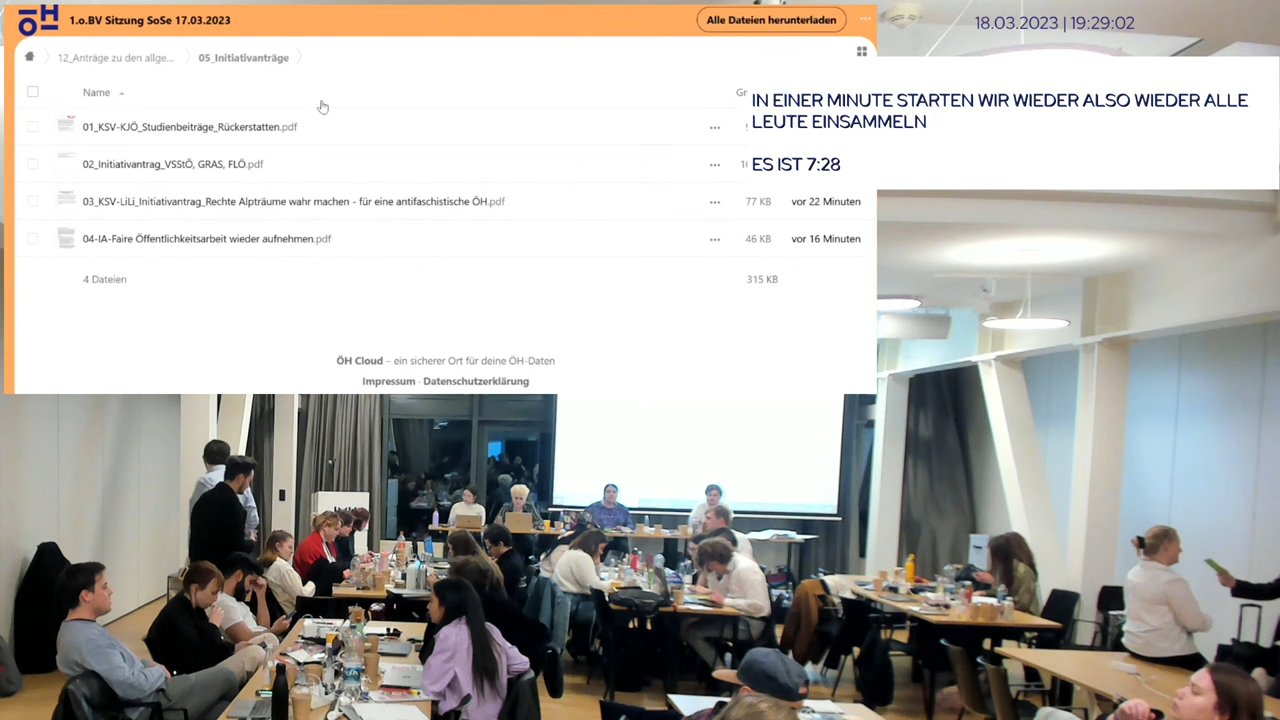 ÖH
1.o.BV Sitzung SoSe 17.03.2023
Alle Dateien herunterladen
18.03.2023 | 19:29:02
12_Anträge zu den allge...
05_Initiativanträge
Name
Gr
IN EINER MINUTE STARTEN WIR WIEDER ALSO WIEDER ALLE
LEUTE EINSAMMELN
ES IST 7:28
01_KSV-KJÖ_Studienbeiträge_Rückerstatten.pdf
02_Initiativantrag_VSStÖ, GRAS, FLÖ.pdf
03_KSV-LiLi_Initiativantrag_Rechte Alpträume wahr machen - für eine antifaschistische ÖH.pdf
77 KB
vor 22 Minuten
04-IA-Faire Öffentlichkeitsarbeit wieder aufnehmen.pdf
46 KB
vor 16 Minuten
4 Dateien
315 KB
ÖH Cloud – ein sicherer Ort für deine ÖH-Daten
Impressum · Datenschutzerklärung